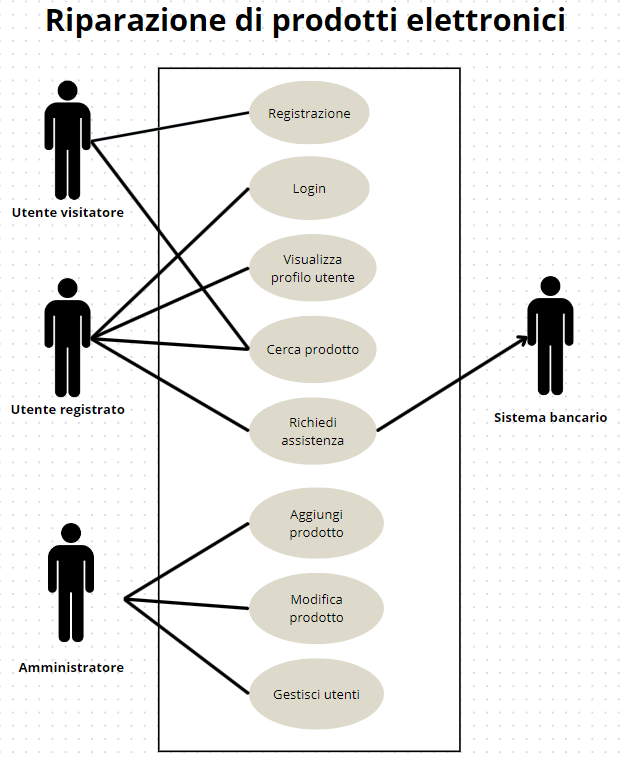 Riparazione di prodotti elettronici
Registrazione
Utente visitatore
Login
Visualizza
profilo utente
Cerca prodotto
Utente registrato
Richiedi
assistenza
Sistema bancario
Aggiungi
prodotto
Modifica
prodotto
Amministratore
Gestisci utenti